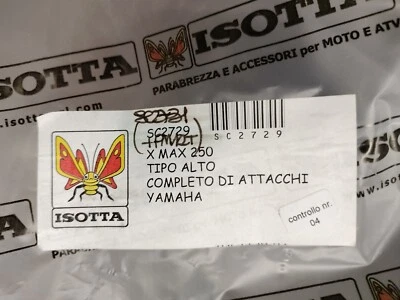 ISOTTA
ISOTTA
PARABREZZA E ACCESSORI per MOTO E ATV
SC2729
SC2729
X MAX 250
TIPO ALTO
COMPLETO DI ATTACCHI
YAMAHA
ISOTTA
controllo nr.
04